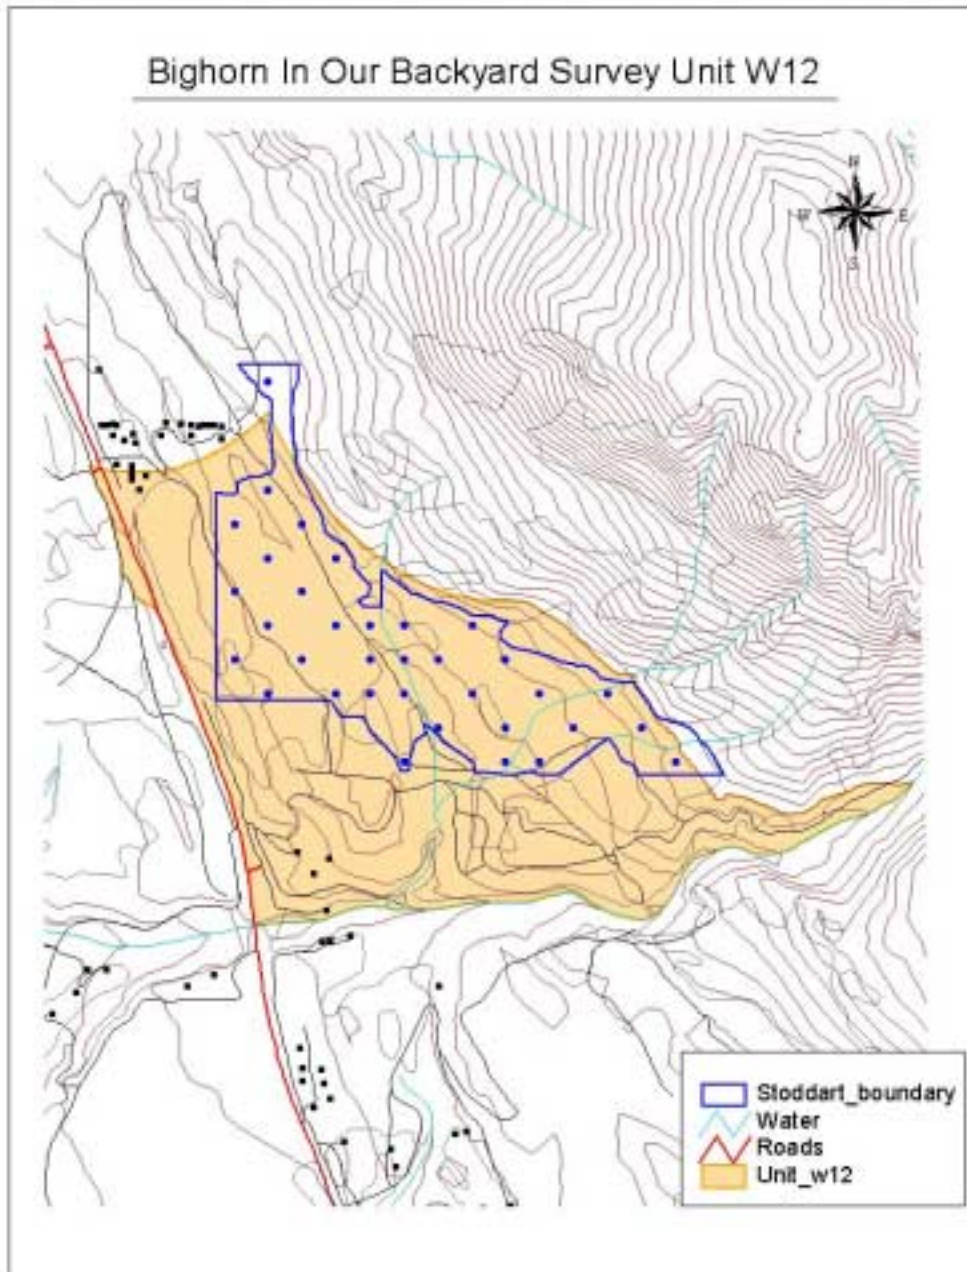 Bighorn In Our Backyard Survey Unit W12
N
W
E
S
Stoddart_boundary
Water
Roads
Unit_w12